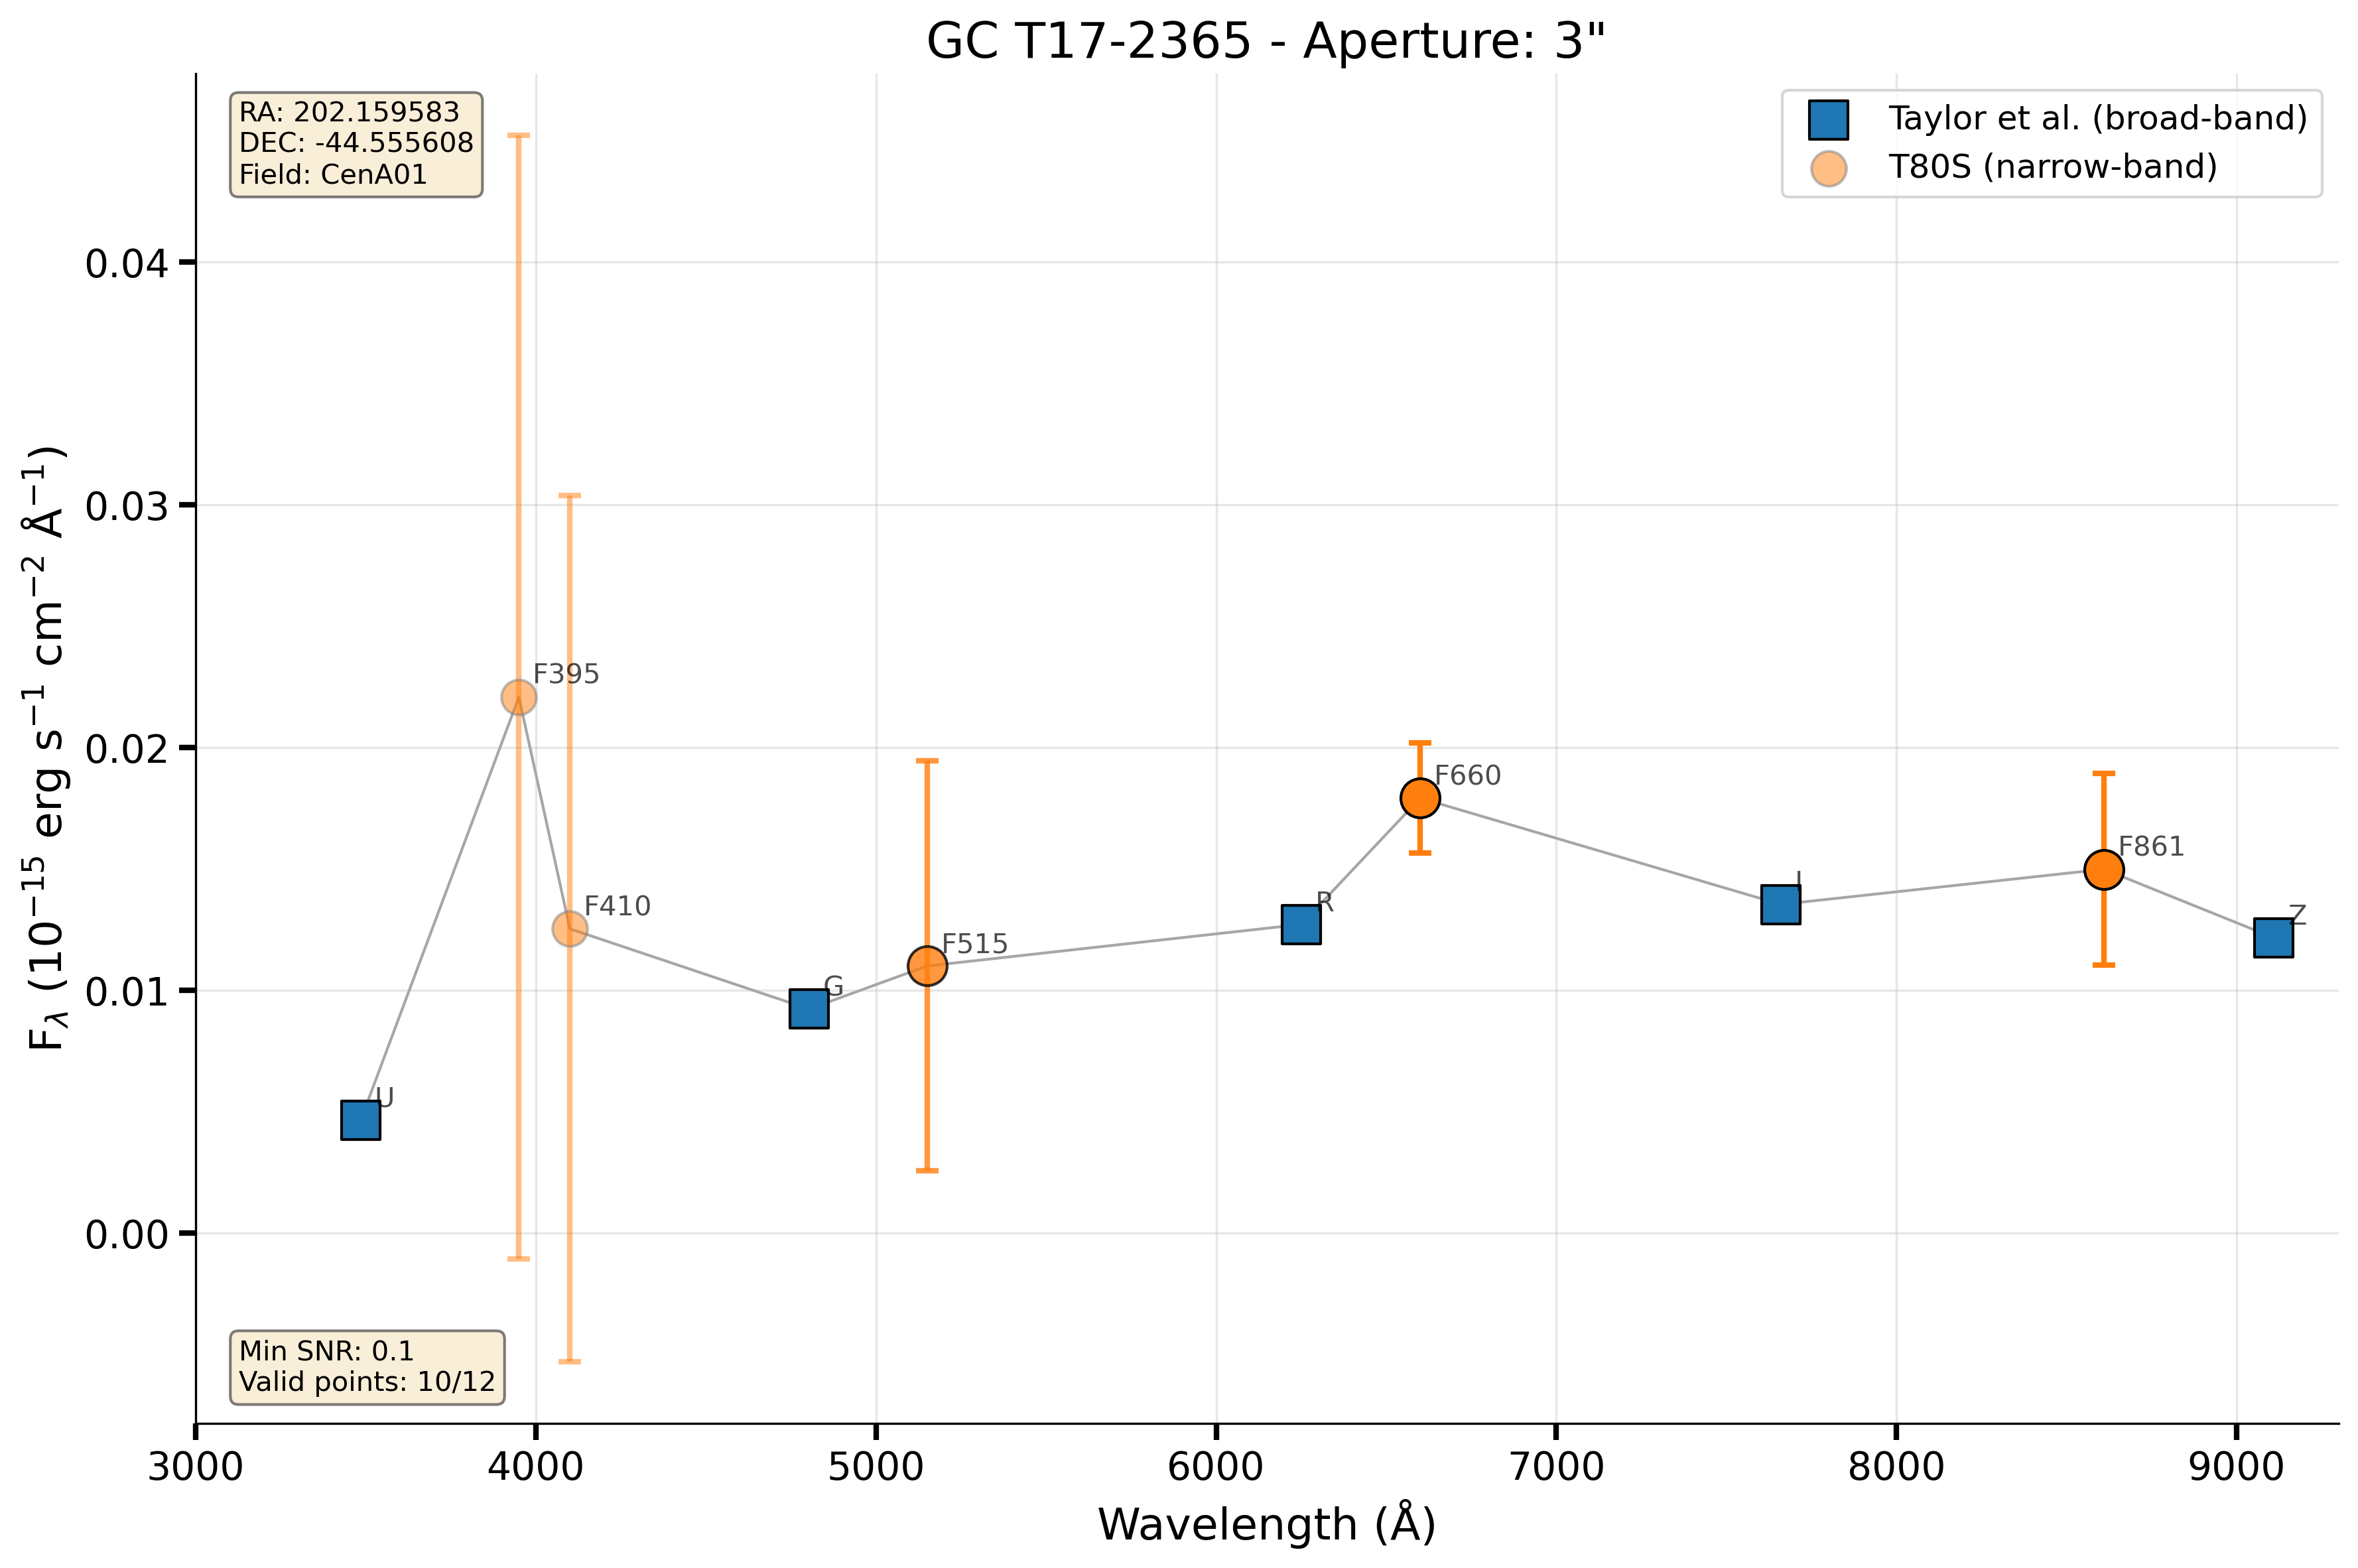 GC T17-2365 - Aperture: 3"
RA: 202.159583
DEC: -44.555608
Field: CenA01
Taylor et al. (broad-band)
T80S (narrow-band)
0.04
0.03
0.02
0.01
0.00
F$_λ$ (10$^{−15}$ erg s$^{−1}$ cm$^{−2}$ Å$^{−1}$)
U
F395
F410
G
F515
R
F660
I
F861
Z
Min SNR: 0.1
Valid points: 10/12
3000 4000 5000 6000 7000 8000 9000
Wavelength (Å)